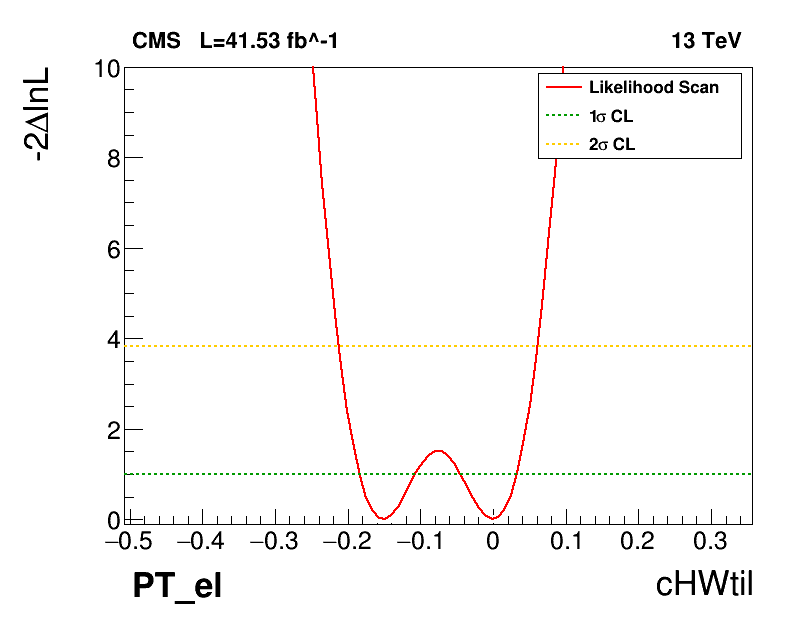 CMS L=41.53 fb^-1 13 TeV
-2ΔlnL
10
8
6
4
2
0
Likelihood Scan
1σ CL
2σ CL
−0.5 −0.4 −0.3 −0.2 −0.1 0 0.1 0.2 0.3
PT_el cHWtil